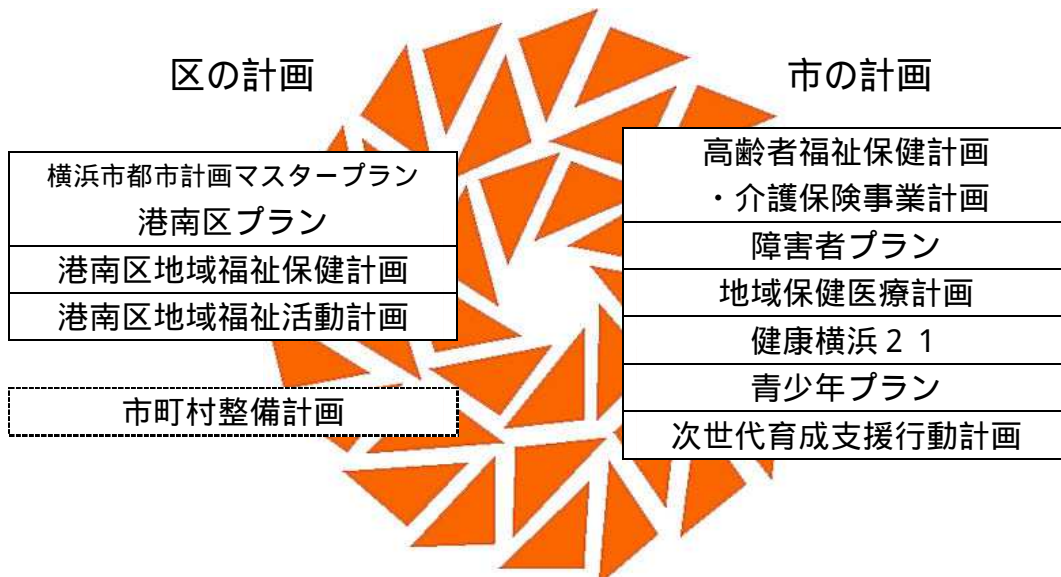 区の計画
横浜市都市計画マスタープラン
港南区プラン
港南区地域福祉保健計画
港南区地域福祉活動計画
市町村整備計画
市の計画
高齢者福祉保健計画
・介護保険事業計画
障害者プラン
地域保健医療計画
健康横浜２１
青少年プラン
次世代育成支援行動計画